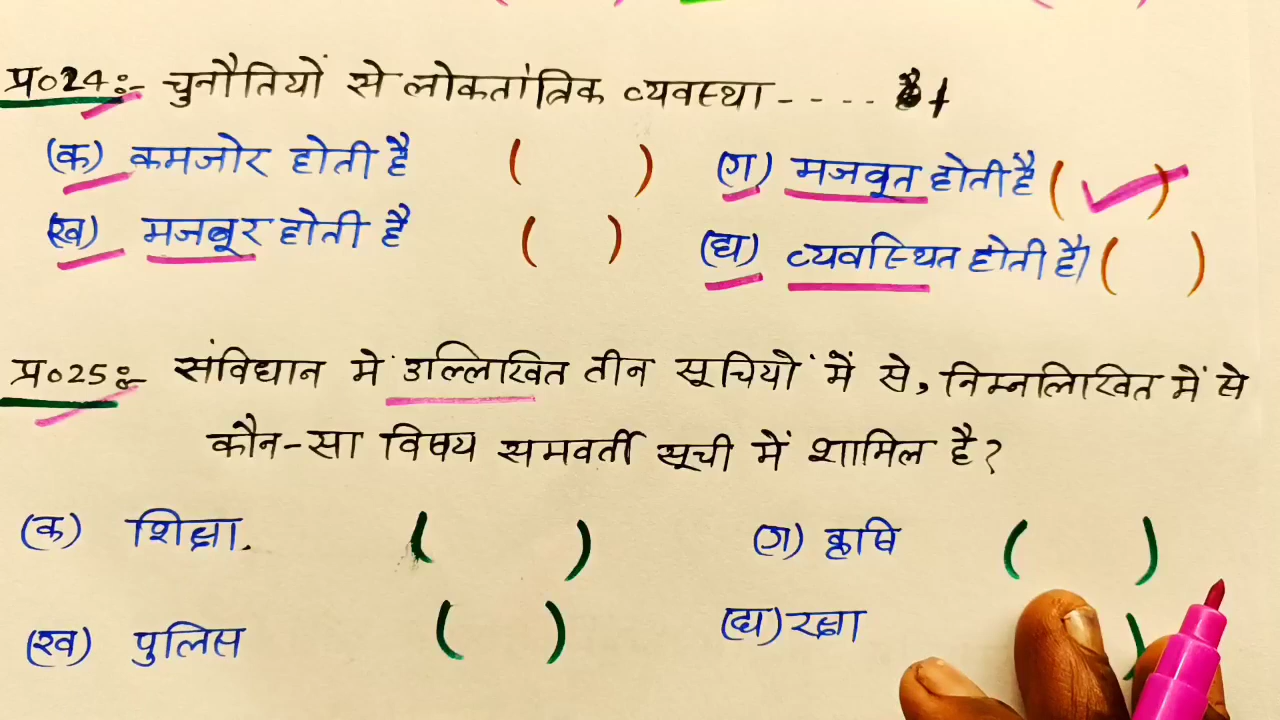 प्र०24:- चुनौतियों से लोकतांत्रिक व्यवस्था - - - - .
(क) कमजोर होती है ( ) (ग) मजबूत होती है ( ✓ )
(ख) मजबूर होती है ( ) (घ) व्यवस्थित होती है। ( )
प्र०25:- संविधान में उल्लिखित तीन सूचियों में से, निम्नलिखित में से
कौन-सा विषय समवर्ती सूची में शामिल है?
(क) शिक्षा. ( ) (ग) कृषि ( )
(ख) पुलिस ( ) (घ) रक्षा )